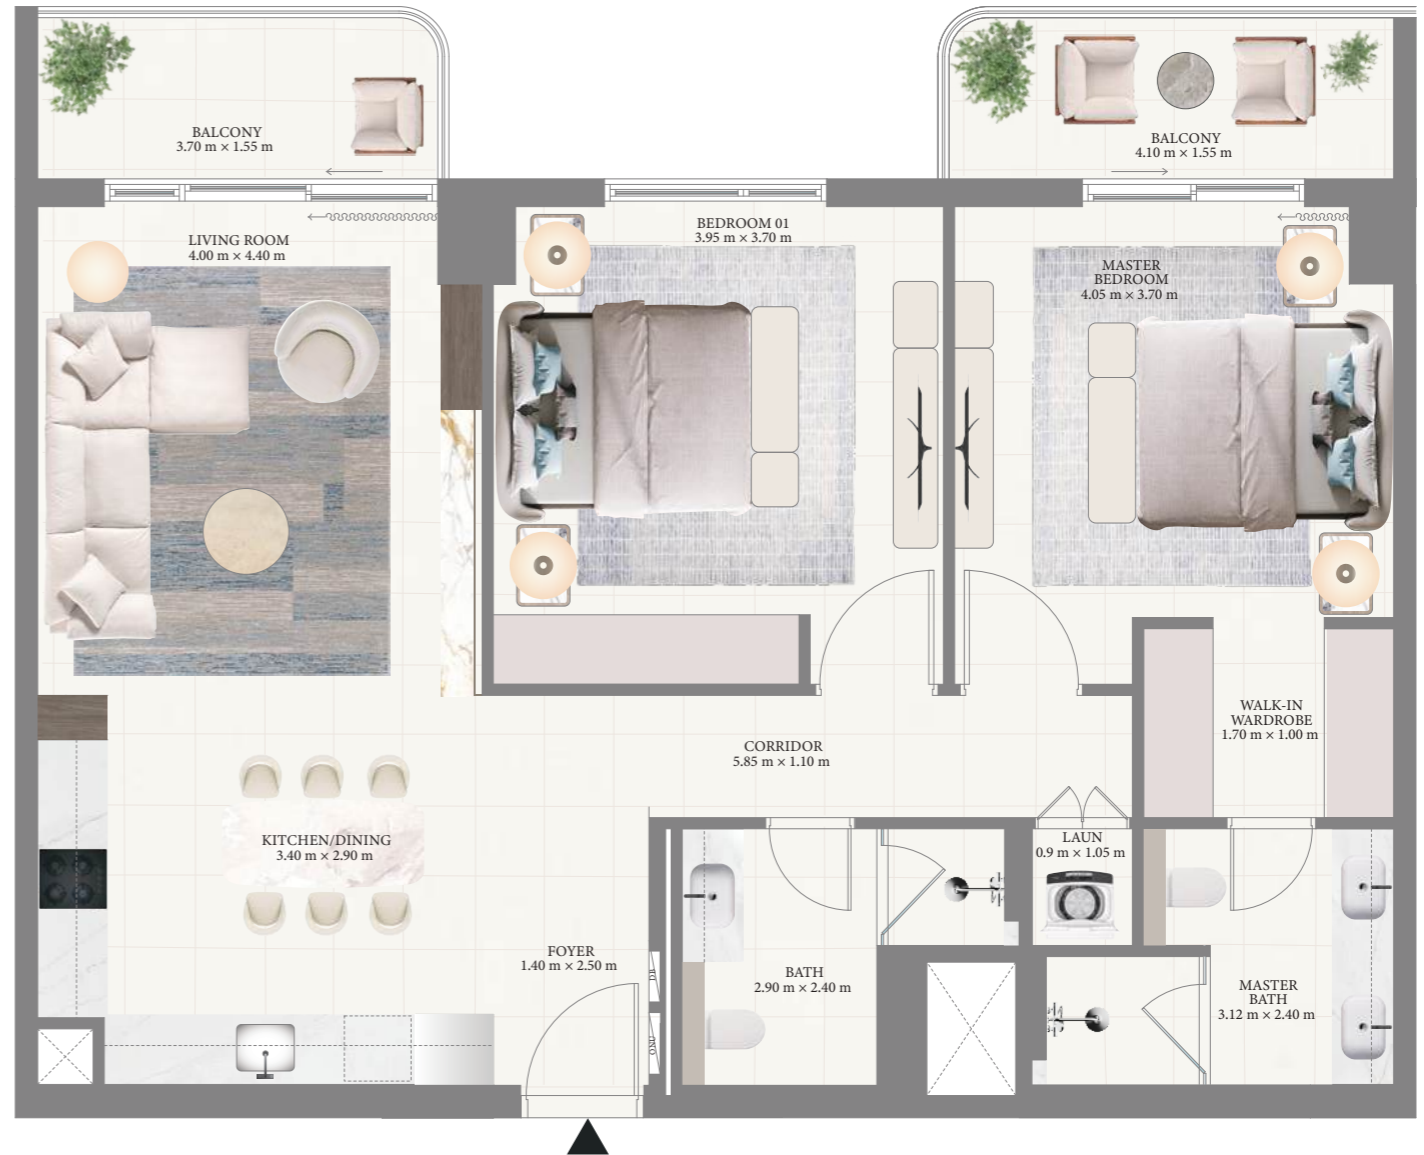 BALCONY
3.70 m × 1.55 m
BALCONY
4.10 m × 1.55 m
LIVING ROOM
4.00 m × 4.40 m
BEDROOM 01
3.95 m × 3.70 m
MASTER
BEDROOM
4.05 m × 3.70 m
WALK-IN
WARDROBE
1.70 m × 1.00 m
CORRIDOR
5.85 m × 1.10 m
KITCHEN/DINING
3.40 m × 2.90 m
LAUN
0.9 m × 1.05 m
FOYER
1.40 m × 2.50 m
BATH
2.90 m × 2.40 m
MASTER
BATH
3.12 m × 2.40 m